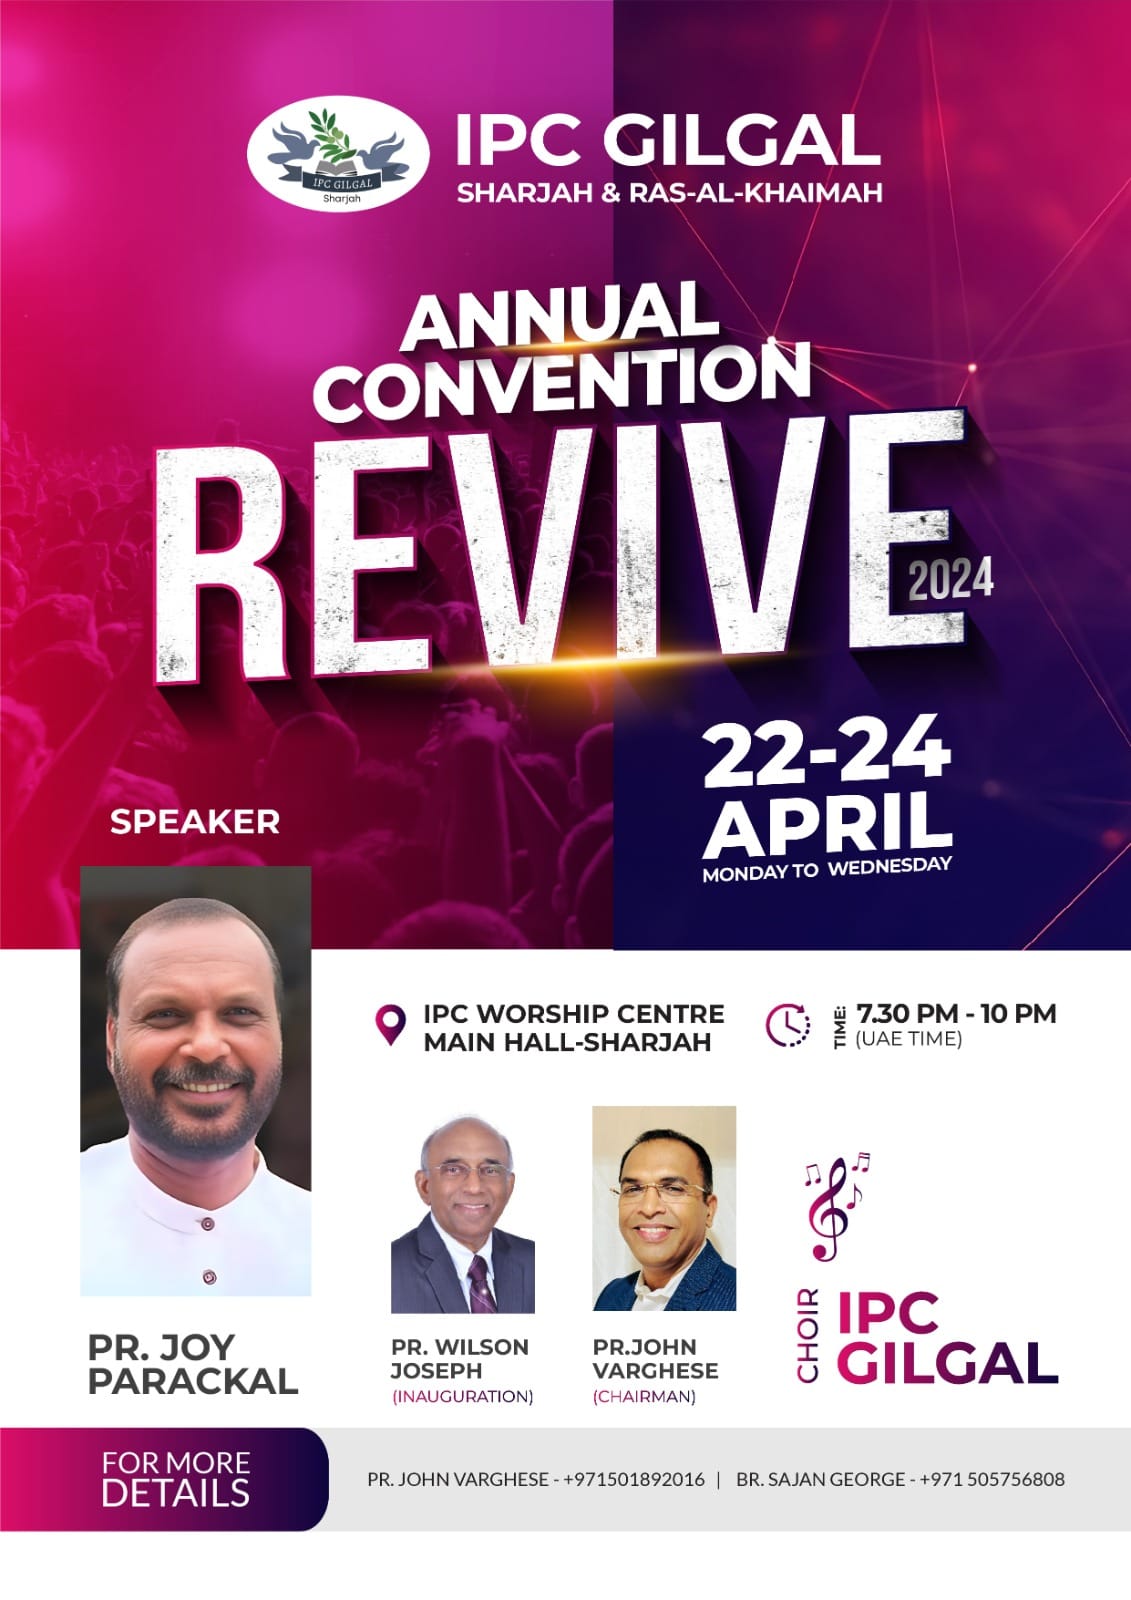 IPC GILGAL
Sharjah
IPC GILGAL
SHARJAH & RAS-AL-KHAIMAH
ANNUAL
CONVENTION
REVIVE
2024
22-24
APRIL
MONDAY TO WEDNESDAY
SPEAKER
IPC WORSHIP CENTRE
MAIN HALL-SHARJAH
TIME:
7.30 PM - 10 PM
(UAE TIME)
PR. JOY
PARACKAL
PR. WILSON
JOSEPH
(INAUGURATION)
PR.JOHN
VARGHESE
(CHAIRMAN)
CHOIR
IPC
GILGAL
FOR MORE
DETAILS
PR. JOHN VARGHESE - +971501892016 | BR. SAJAN GEORGE - +971 505756808